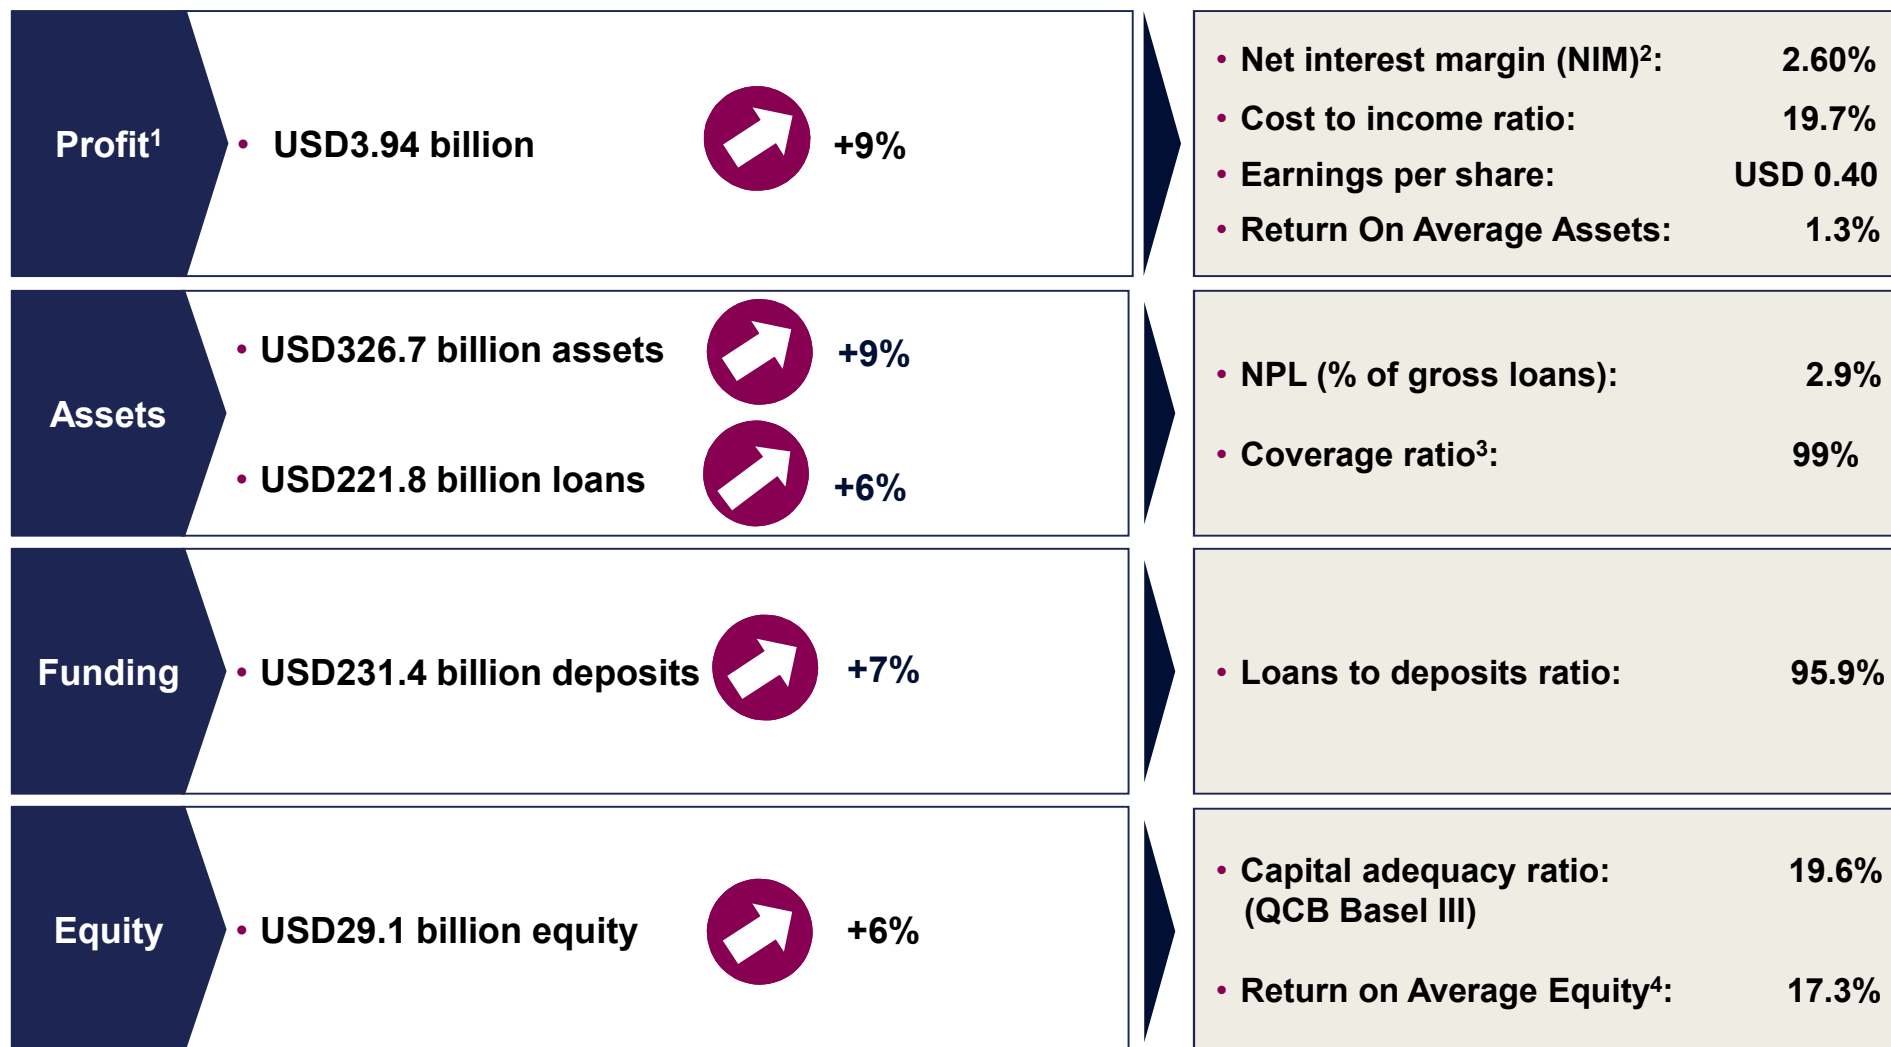 Profit¹
• USD3.94 billion
+9%
• Net interest margin (NIM)²: 2.60%
• Cost to income ratio: 19.7%
• Earnings per share: USD 0.40
• Return On Average Assets: 1.3%
Assets
• USD326.7 billion assets
+9%
• USD221.8 billion loans
+6%
• NPL (% of gross loans): 2.9%
• Coverage ratio³: 99%
Funding
• USD231.4 billion deposits
+7%
• Loans to deposits ratio: 95.9%
Equity
• USD29.1 billion equity
+6%
• Capital adequacy ratio: 19.6%
(QCB Basel III)
• Return on Average Equity⁴: 17.3%